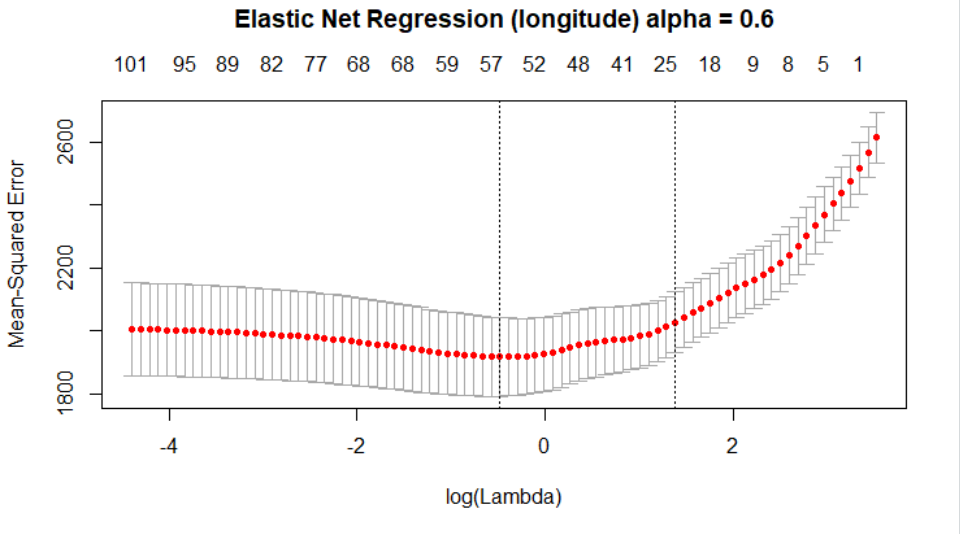 Elastic Net Regression (longitude) alpha = 0.6
101 95 89 82 77 68 68 59 57 52 48 41 25 18 9 8 5 1
Mean-Squared Error
2600
2200
1800
-4 -2 0 2
log(Lambda)